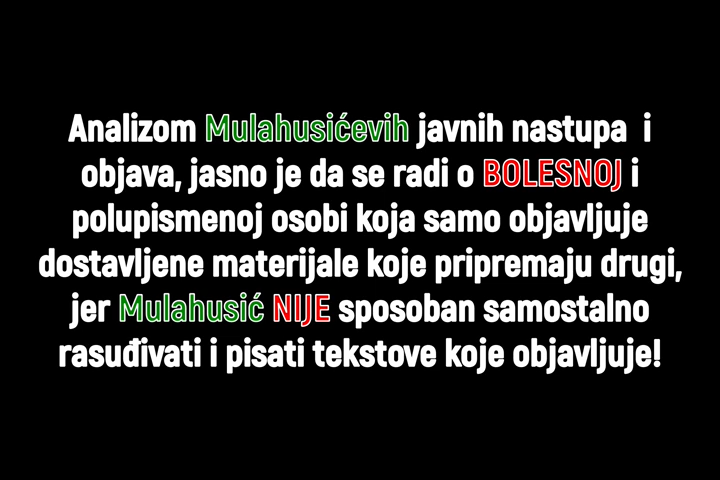 Analizom Mulahusićevih javnih nastupa i
objava, jasno je da se radi o BOLESNOJ i
polupismenoj osobi koja samo objavljuje
dostavljene materijale koje pripremaju drugi,
jer Mulahusić NIJE sposoban samostalno
rasuđivati i pisati tekstove koje objavljuje!